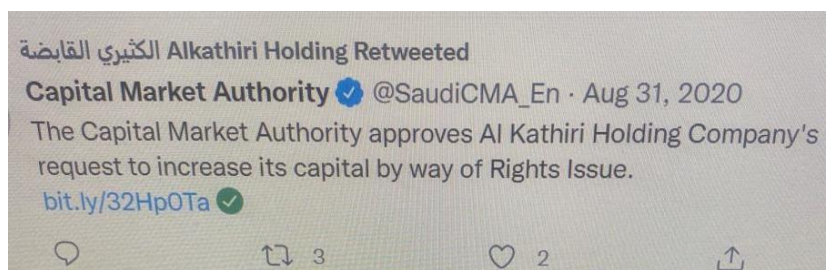 الكثيري القابضة Alkathiri Holding Retweeted
Capital Market Authority @SaudiCMA_En · Aug 31, 2020
The Capital Market Authority approves Al Kathiri Holding Company's
request to increase its capital by way of Rights Issue.
bit.ly/32HpOTa
3 2